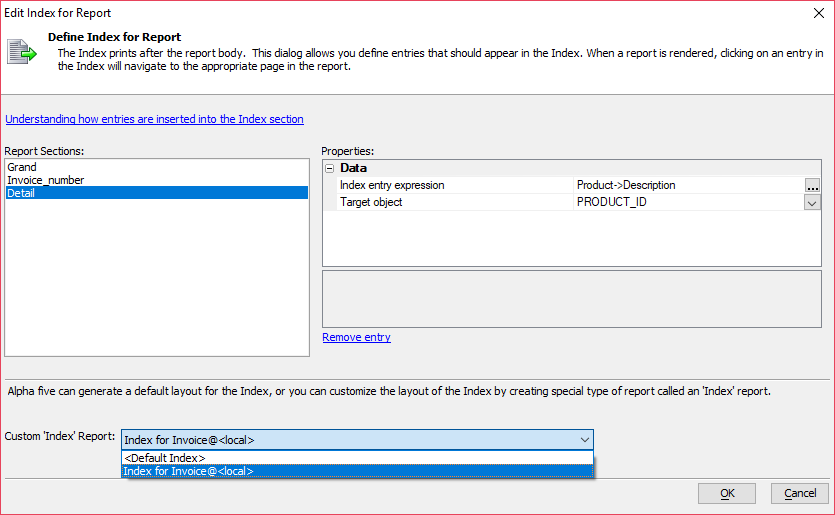 Edit Index for Report
Define Index for Report
The Index prints after the report body. This dialog allows you define entries that should appear in the Index. When a report is rendered, clicking on an entry in
the Index will navigate to the appropriate page in the report.
Understanding how entries are inserted into the Index section
Report Sections:
Grand
Invoice_number
Detail
Properties:
Data
Index entry expression Product->Description ...
Target object PRODUCT_ID
Remove entry
Alpha five can generate a default layout for the Index, or you can customize the layout of the Index by creating special type of report called an 'Index' report.
Custom 'Index' Report: Index for Invoice@<local>
<Default Index>
Index for Invoice@<local>
OK Cancel